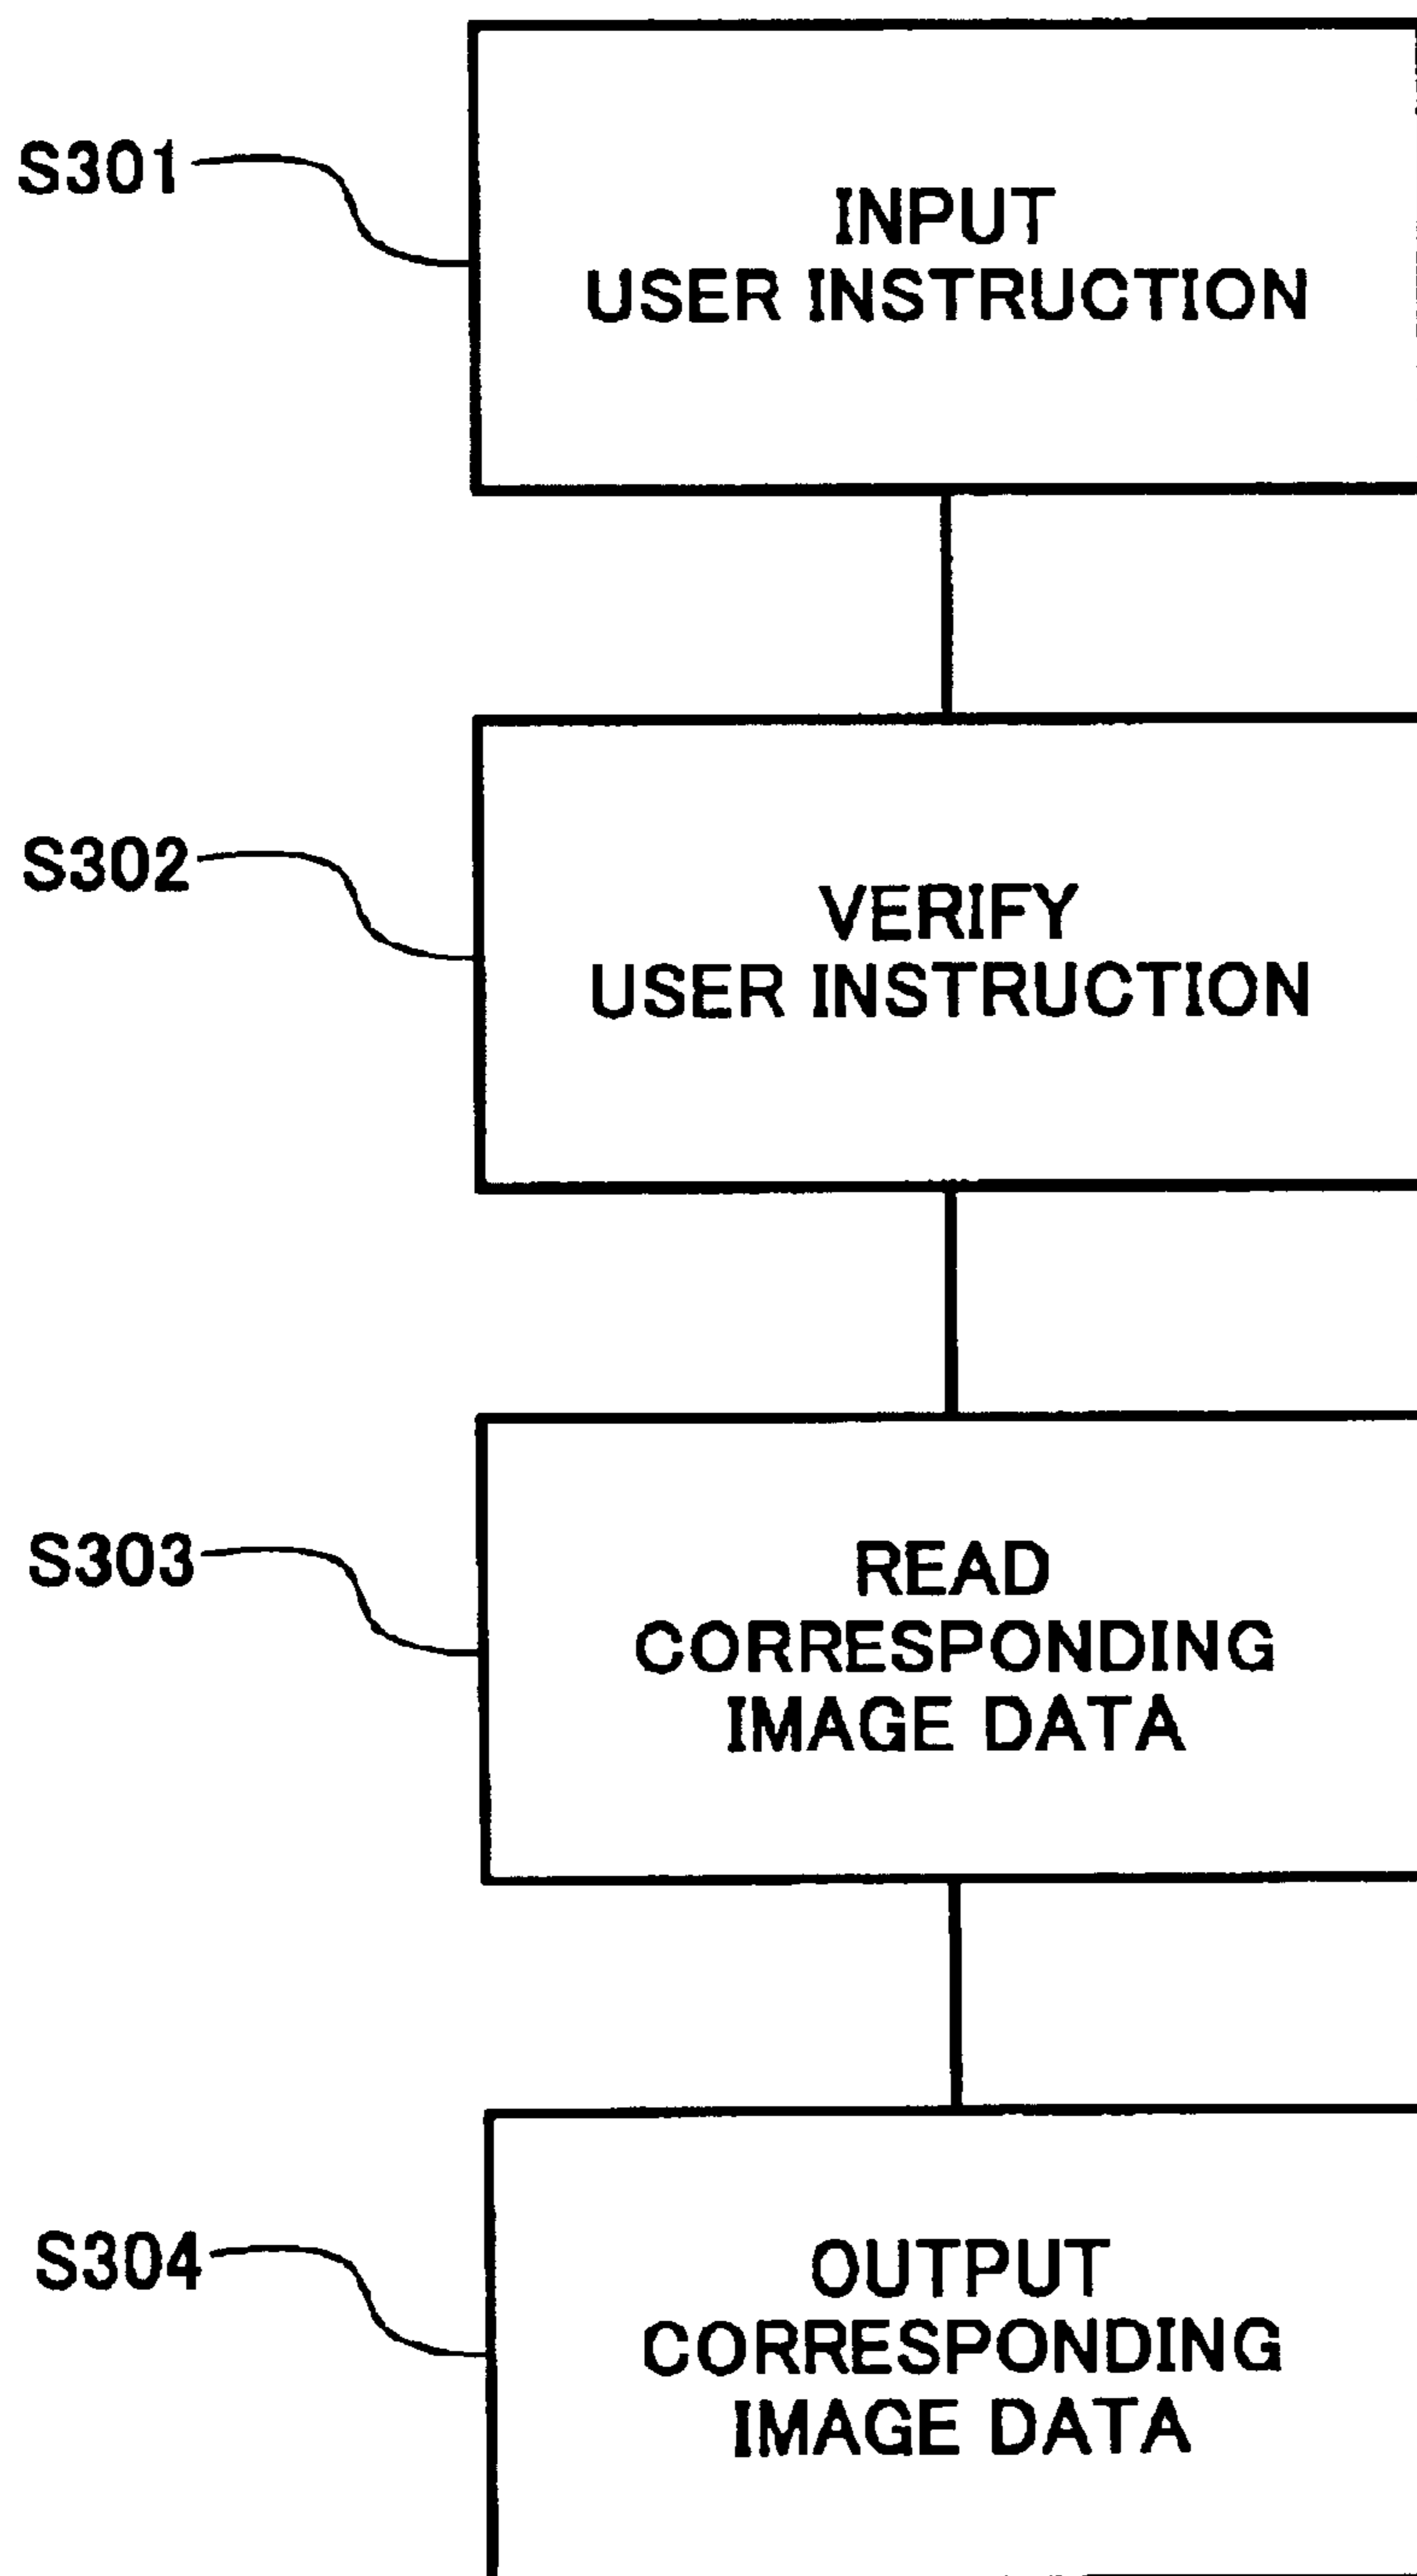 S301
INPUT
USER INSTRUCTION
S302
VERIFY
USER INSTRUCTION
S303
READ
CORRESPONDING
IMAGE DATA
S304
OUTPUT
CORRESPONDING
IMAGE DATA